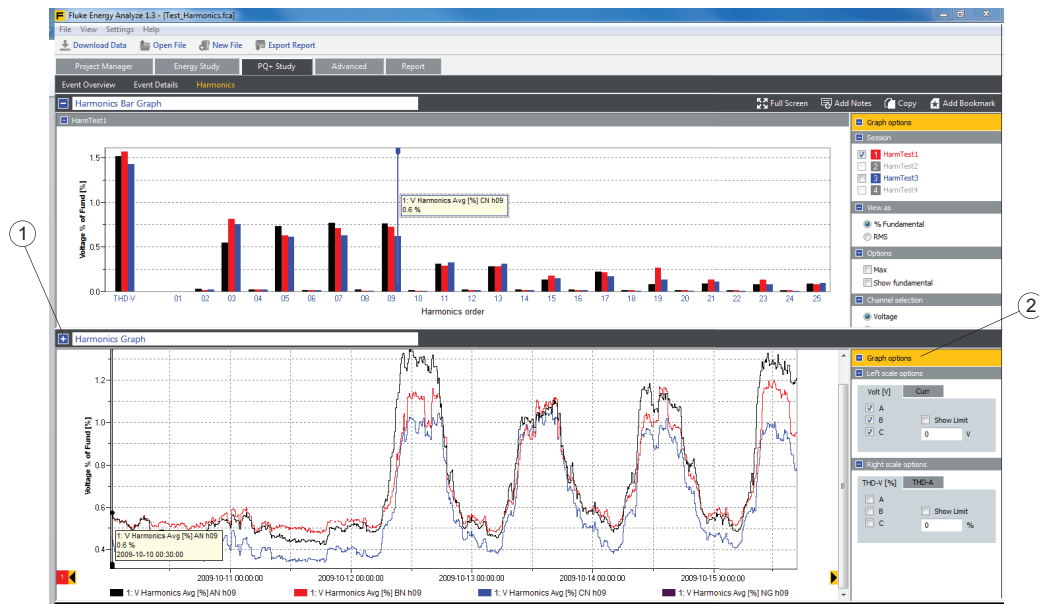 Fluke Energy Analyze 1.3 - [Test_Harmonics.fca]
File View Settings Help
Download Data Open File New File Export Report
Project Manager Energy Study PQ+ Study Advanced Report
Event Overview Event Details Harmonics
Harmonics Bar Graph Full Screen Add Notes Copy Add Bookmark
HarmTest1
Voltage % of Fund [%]
1.5
1.0
0.5
0.0
1: V Harmonics Avg [%] CN h09
0.6 %
THD-V 01 02 03 04 05 06 07 08 09 10 11 12 13 14 15 16 17 18 19 20 21 22 23 24 25
Harmonics order
Graph options
Session
1 HarmTest1
2 HarmTest2
3 HarmTest3
4 HarmTest4
View as
% Fundamental
RMS
Options
Max
Show fundamental
Channel selection
Voltage
1
2
Harmonics Graph
Voltage % of Fund [%]
1.2
1.0
0.8
0.6
0.4
1: V Harmonics Avg [%] AN h09
0.6 %
2009-10-10 00:30:00
1
2009-10-11 00:00:00 2009-10-12 00:00:00 2009-10-13 00:00:00 2009-10-14 00:00:00 2009-10-15 00:00:00
1: V Harmonics Avg [%] AN h09 1: V Harmonics Avg [%] BN h09 1: V Harmonics Avg [%] CN h09 1: V Harmonics Avg [%] NG h09
Graph options
Left scale options
Volt [V] Curr
A
B Show Limit
C 0 V
Right scale options
THD-V [%] THD-A
A
B Show Limit
C 0 %